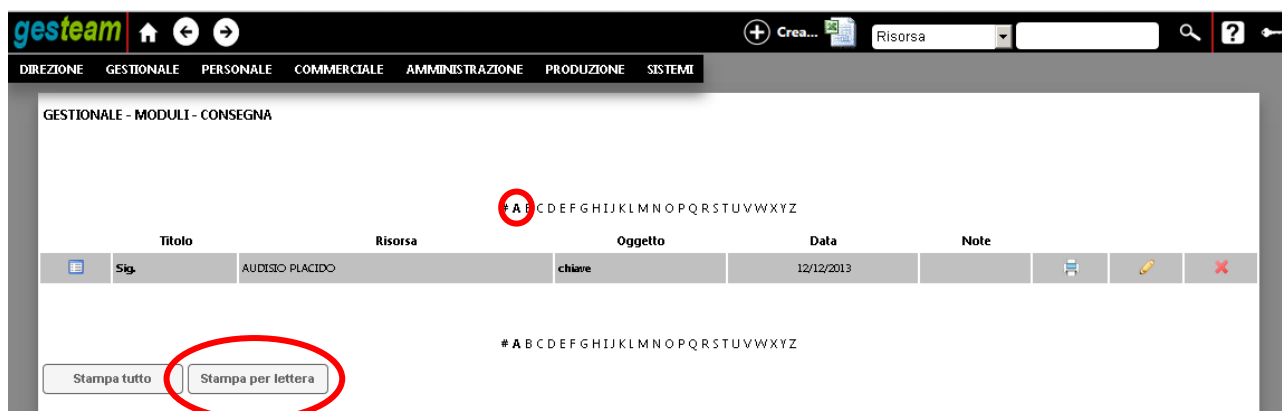 gesteam Crea... Risorsa
DIREZIONE GESTIONALE PERSONALE COMMERCIALE AMMINISTRAZIONE PRODUZIONE SISTEMI
GESTIONALE - MODULI - CONSEGNA
# A B C D E F G H I J K L M N O P Q R S T U V W X Y Z
Titolo Risorsa Oggetto Data Note
Sig. AUDISIO PLACIDO chiave 12/12/2013
# A B C D E F G H I J K L M N O P Q R S T U V W X Y Z
Stampa tutto Stampa per lettera